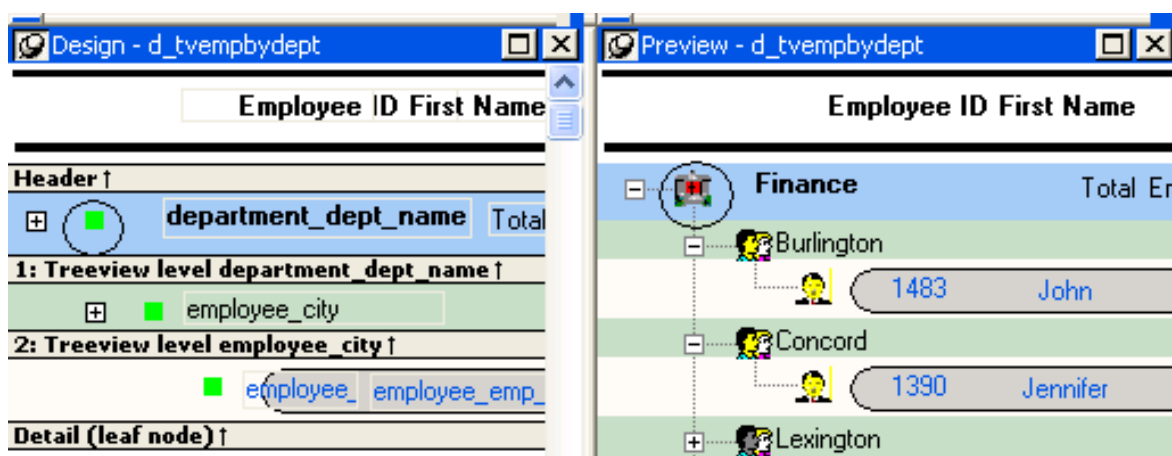 Design - d_tvempbydept
Employee ID First Name
Header ↑
department_dept_name Total
1: Treeview level department_dept_name ↑
employee_city
2: Treeview level employee_city ↑
employee_ employee_emp_
Detail (leaf node) ↑
Preview - d_tvempbydept
Employee ID First Name
Finance Total Er
Burlington
1483 John
Concord
1390 Jennifer
Lexington